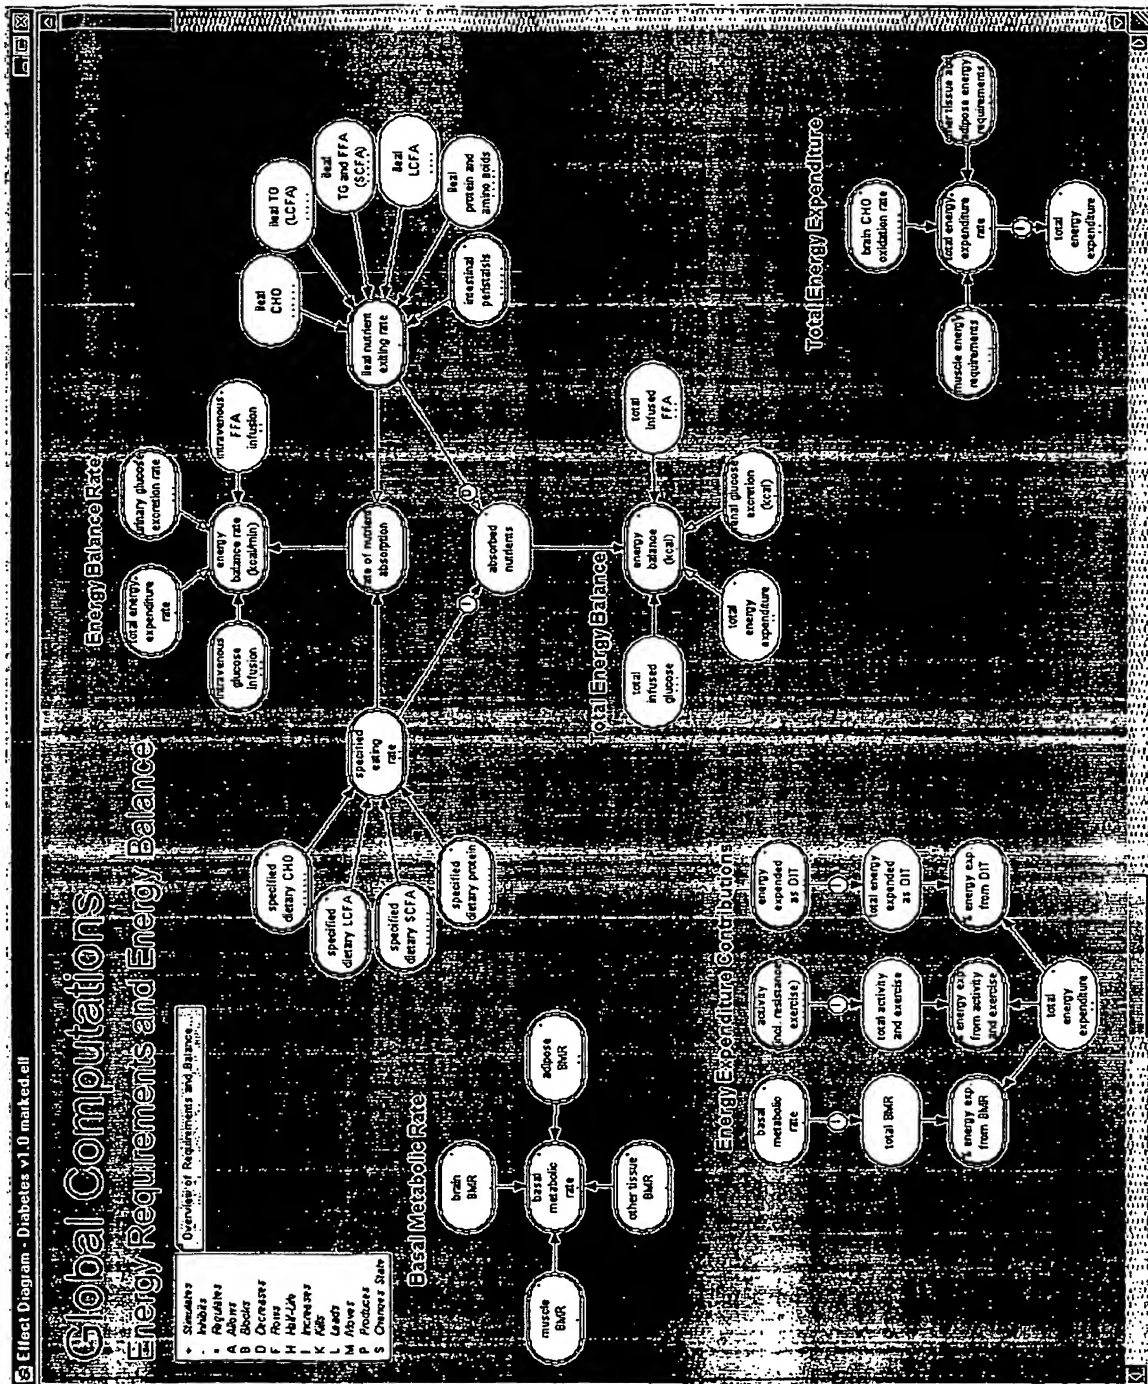 Effect Diagram - Diabetes v1.0 marked.ell
Global Computations
Energy Requirements and Energy Balance
Overview of Requirements and Balance...
+ Stimulates
- Inhibits
Regulates
A Allows
B Blocks
D Decreases
F Flows
H Half-Life
I Increases
K Kills
L Leads
M Moves
P Produces
S Changes State
Energy Balance Rate
total energy
expenditure
rate
urinary glucose
excretion rate
intravenous
glucose
infusion
energy
balance rate
(kcal/min)
intravenous
FFA
infusion
specified
dietary CHO
specified
dietary LCFA
specified
dietary SCFA
specified
dietary protein
specified
eating
rate
rate of nutrient
absorption
ileal nutrient
exiting rate
ileal
CHO
ileal TG
(LCFA)
ileal
TG and FFA
(SCFA)
ileal
LCFA
ileal
protein and
amino acids
intestinal
peristalsis
absorbed
nutrients
Basal Metabolic Rate
brain
BMR
muscle
BMR
basal
metabolic
rate
adipose
BMR
other tissue
BMR
Total Energy Balance
total
infused
glucose
energy
balance
(kcal)
total
infused
FFA
total
energy
expenditure
renal glucose
excretion
(kcal)
Energy Expenditure Contributions
basal
metabolic
rate
activity
(incl. resistance
exercise)
energy
expended
as DIT
total BMR
total activity
and exercise
total energy
expended
as DIT
% energy exp.
from BMR
% energy exp
from activity
and exercise
% energy exp
from DIT
total
energy
expenditure
Total Energy Expenditure
brain CHO
oxidation rate
muscle energy
requirements
total energy
expenditure
rate
other tissue and
adipose energy
requirements
total
energy
expenditure